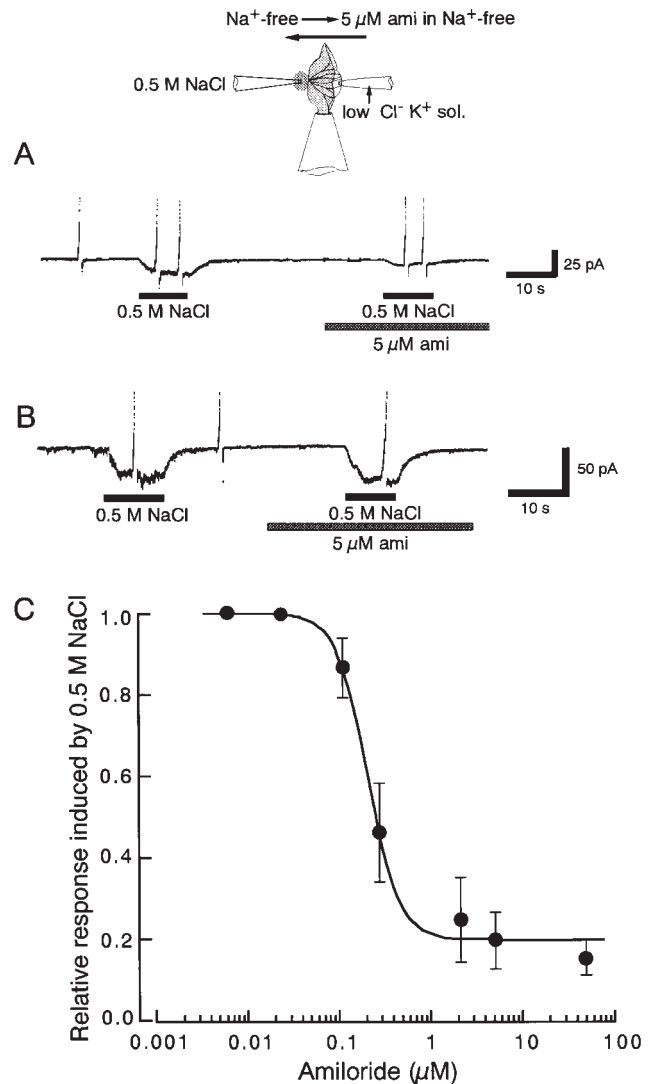 Na⁺-free → 5 µM ami in Na⁺-free
0.5 M NaCl
low Cl⁻ K⁺ sol.
A
25 pA
10 s
0.5 M NaCl
0.5 M NaCl
5 µM ami
B
50 pA
10 s
0.5 M NaCl
0.5 M NaCl
5 µM ami
C
Relative response induced by 0.5 M NaCl
1.0
0.8
0.6
0.4
0.2
0.0
0.001
0.01
0.1
1
10
100
Amiloride (µM)